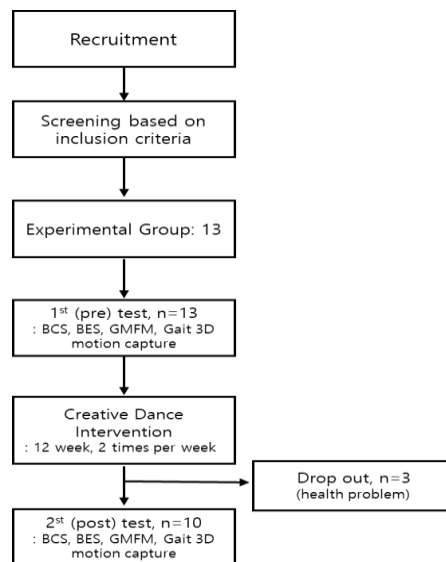 Recruitment
Screening based on
inclusion criteria
Experimental Group: 13
1st (pre) test, n=13
: BCS, BES, GMFM, Gait 3D
motion capture
Creative Dance
Intervention
: 12 week, 2 times per week
Drop out, n=3
(health problem)
2st (post) test, n=10
: BCS, BES, GMFM, Gait 3D
motion capture